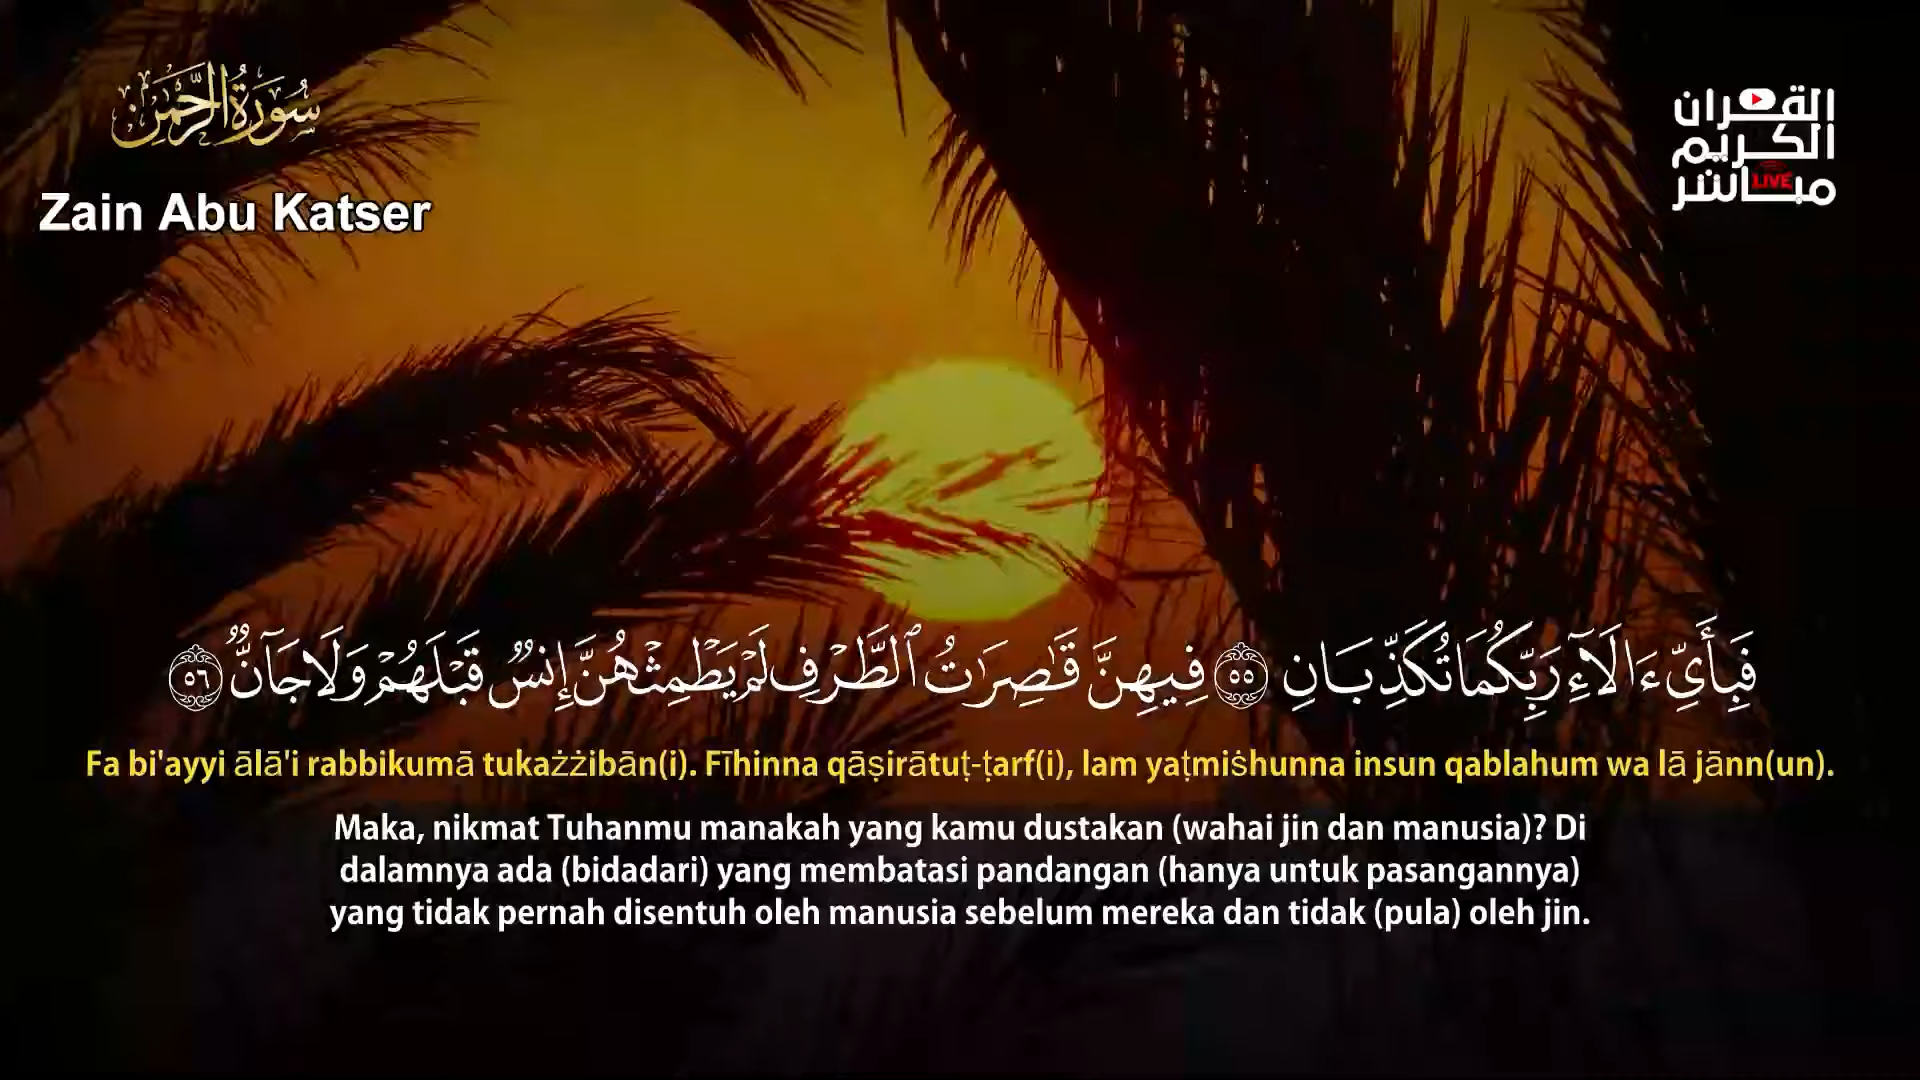 سُورَةُ الرَّحْمٰن
Zain Abu Katser
القران
الكريم
مباشر
LIVE
فَبِأَىِّ ءَالَآءِ رَبِّكُمَا تُكَذِّبَانِ ٥٥ فِيهِنَّ قَٰصِرَٰتُ ٱلطَّرْفِ لَمْ يَطْمِثْهُنَّ إِنسٌ قَبْلَهُمْ وَلَا جَآنٌّ ٥٦
Fa bi'ayyi ālā'i rabbikumā tukażżibān(i). Fīhinna qāṣirātuṭ-ṭarf(i), lam yaṭmiṡhunna insun qablahum wa lā jānn(un).
Maka, nikmat Tuhanmu manakah yang kamu dustakan (wahai jin dan manusia)? Di
dalamnya ada (bidadari) yang membatasi pandangan (hanya untuk pasangannya)
yang tidak pernah disentuh oleh manusia sebelum mereka dan tidak (pula) oleh jin.